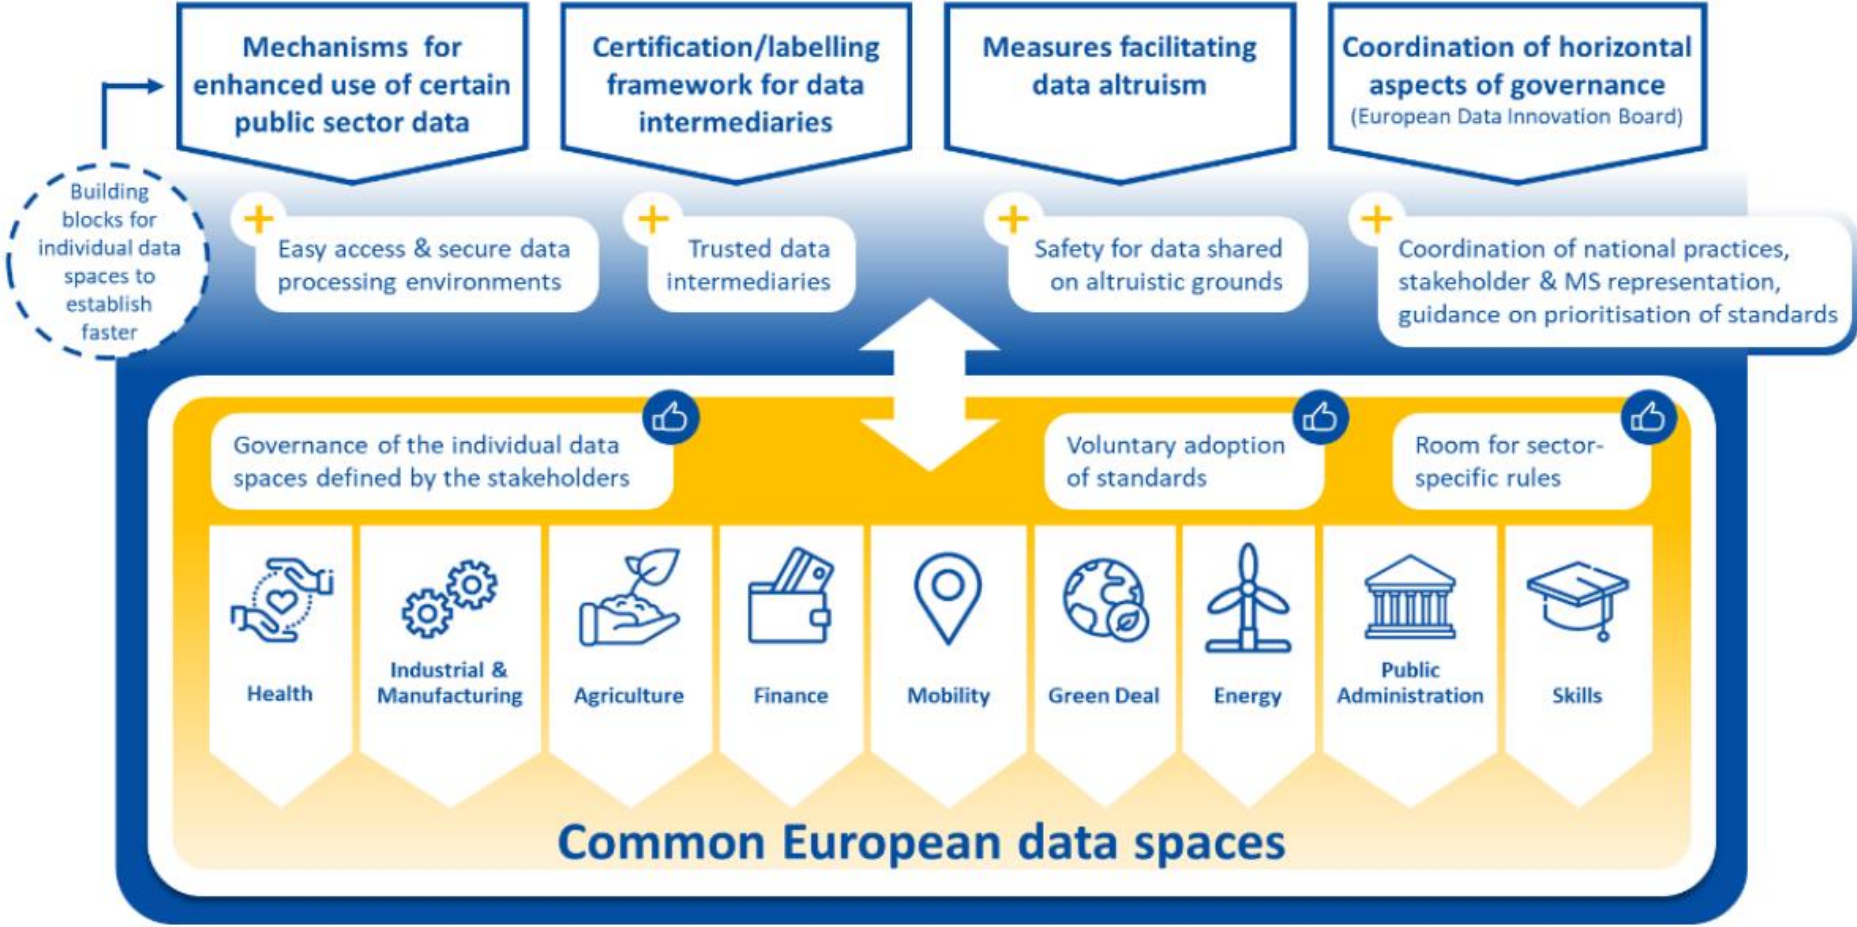 Mechanisms for
enhanced use of certain
public sector data
Certification/labelling
framework for data
intermediaries
Measures facilitating
data altruism
Coordination of horizontal
aspects of governance
(European Data Innovation Board)
Building
blocks for
individual data
spaces to
establish
faster
Easy access & secure data
processing environments
Trusted data
intermediaries
Safety for data shared
on altruistic grounds
Coordination of national practices,
stakeholder & MS representation,
guidance on prioritisation of standards
Governance of the individual data
spaces defined by the stakeholders
Voluntary adoption
of standards
Room for sector-
specific rules
Health
Industrial &
Manufacturing
Agriculture
Finance
Mobility
Green Deal
Energy
Public
Administration
Skills
Common European data spaces